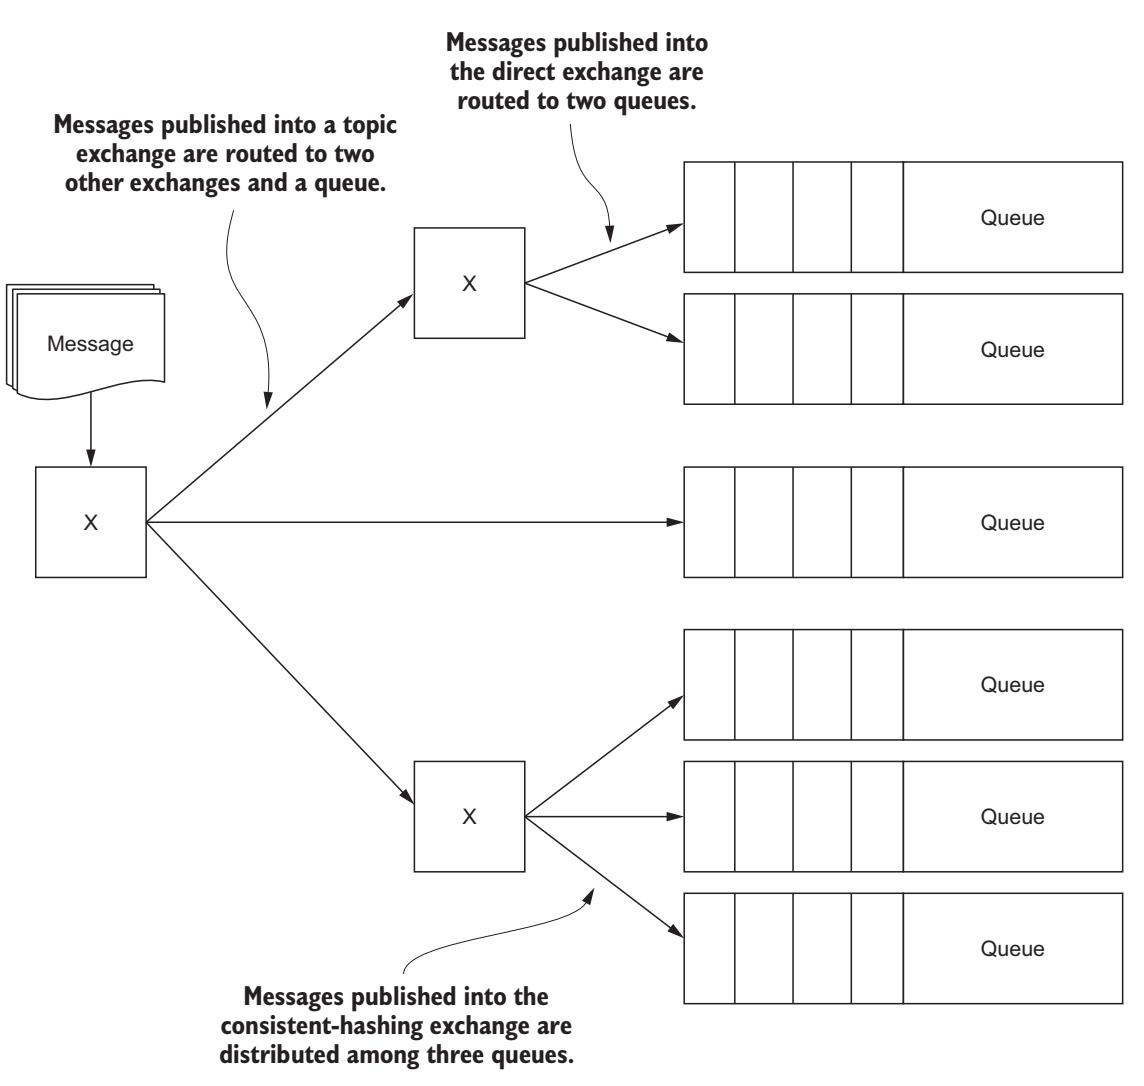 Messages published into
the direct exchange are
routed to two queues.
Messages published into a topic
exchange are routed to two
other exchanges and a queue.
Queue
X
Message
Queue
X
Queue
Queue
X
Queue
Queue
Messages published into the
consistent-hashing exchange are
distributed among three queues.